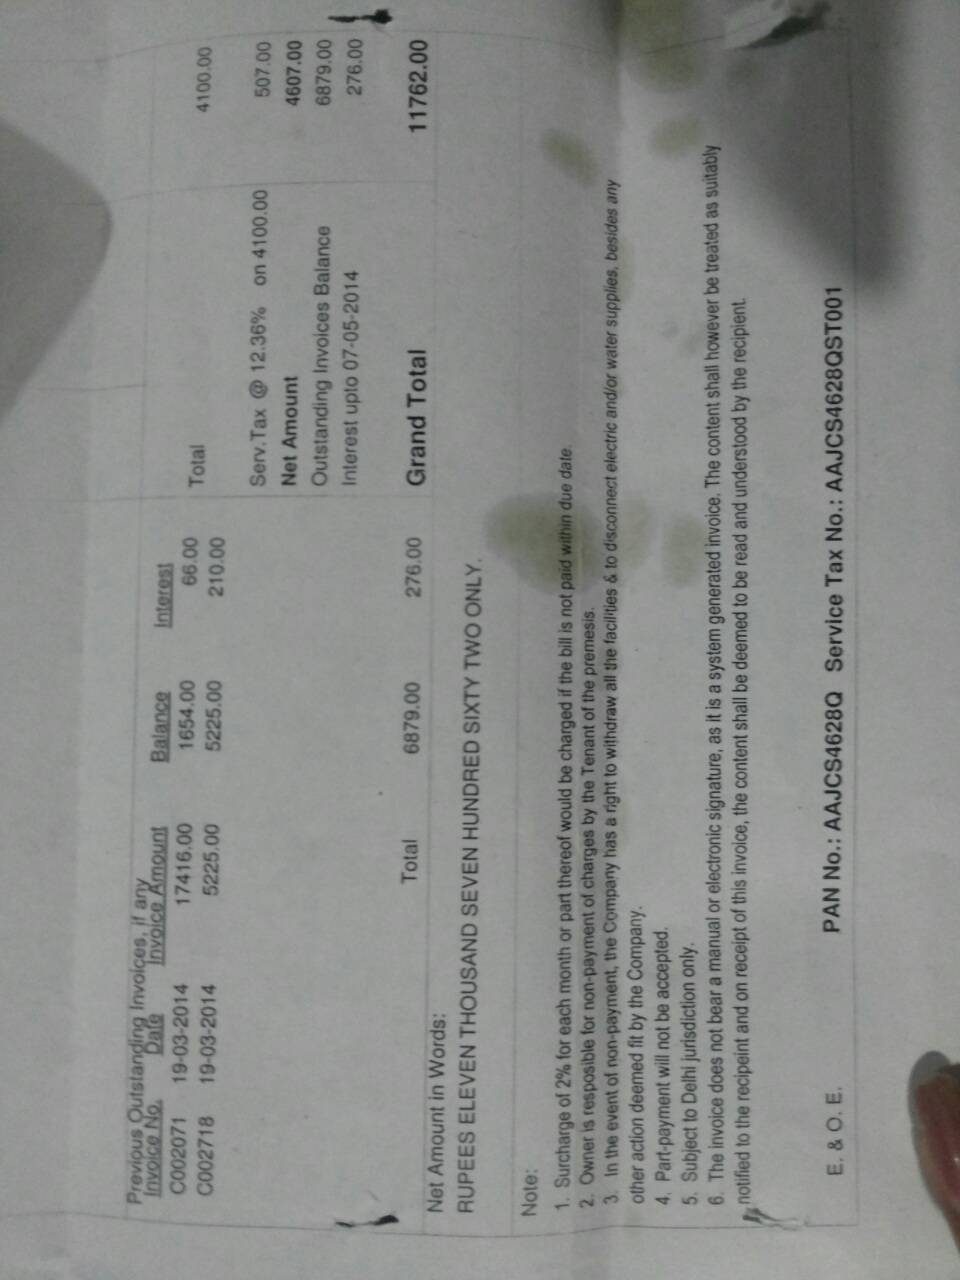 Previous Outstanding Invoices, if any
Invoice No. Date Invoice Amount Balance Interest
C002071 19-03-2014 17416.00 1654.00 66.00
C002718 19-03-2014 5225.00 5225.00 210.00
Total 6879.00 276.00
Total 4100.00
Serv.Tax @ 12.36% on 4100.00 507.00
Net Amount 4607.00
Outstanding Invoices Balance 6879.00
Interest upto 07-05-2014 276.00
Grand Total 11762.00
Net Amount in Words:
RUPEES ELEVEN THOUSAND SEVEN HUNDRED SIXTY TWO ONLY.
Note:
1. Surcharge of 2% for each month or part thereof would be charged if the bill is not paid within due date.
2. Owner is resposible for non-payment of charges by the Tenant of the premesis.
3. In the event of non-payment, the Company has a right to withdraw all the facilities & to disconnect electric and/or water supplies, besides any
other action deemed fit by the Company.
4. Part-payment will not be accepted.
5. Subject to Delhi jurisdiction only.
6. The invoice does not bear a manual or electronic signature, as it is a system generated invoice. The content shall however be treated as suitably
notified to the recipeint and on receipt of this invoice, the content shall be deemed to be read and understood by the recipient.
E. & O. E. PAN No.: AAJCS4628Q Service Tax No.: AAJCS4628QST001